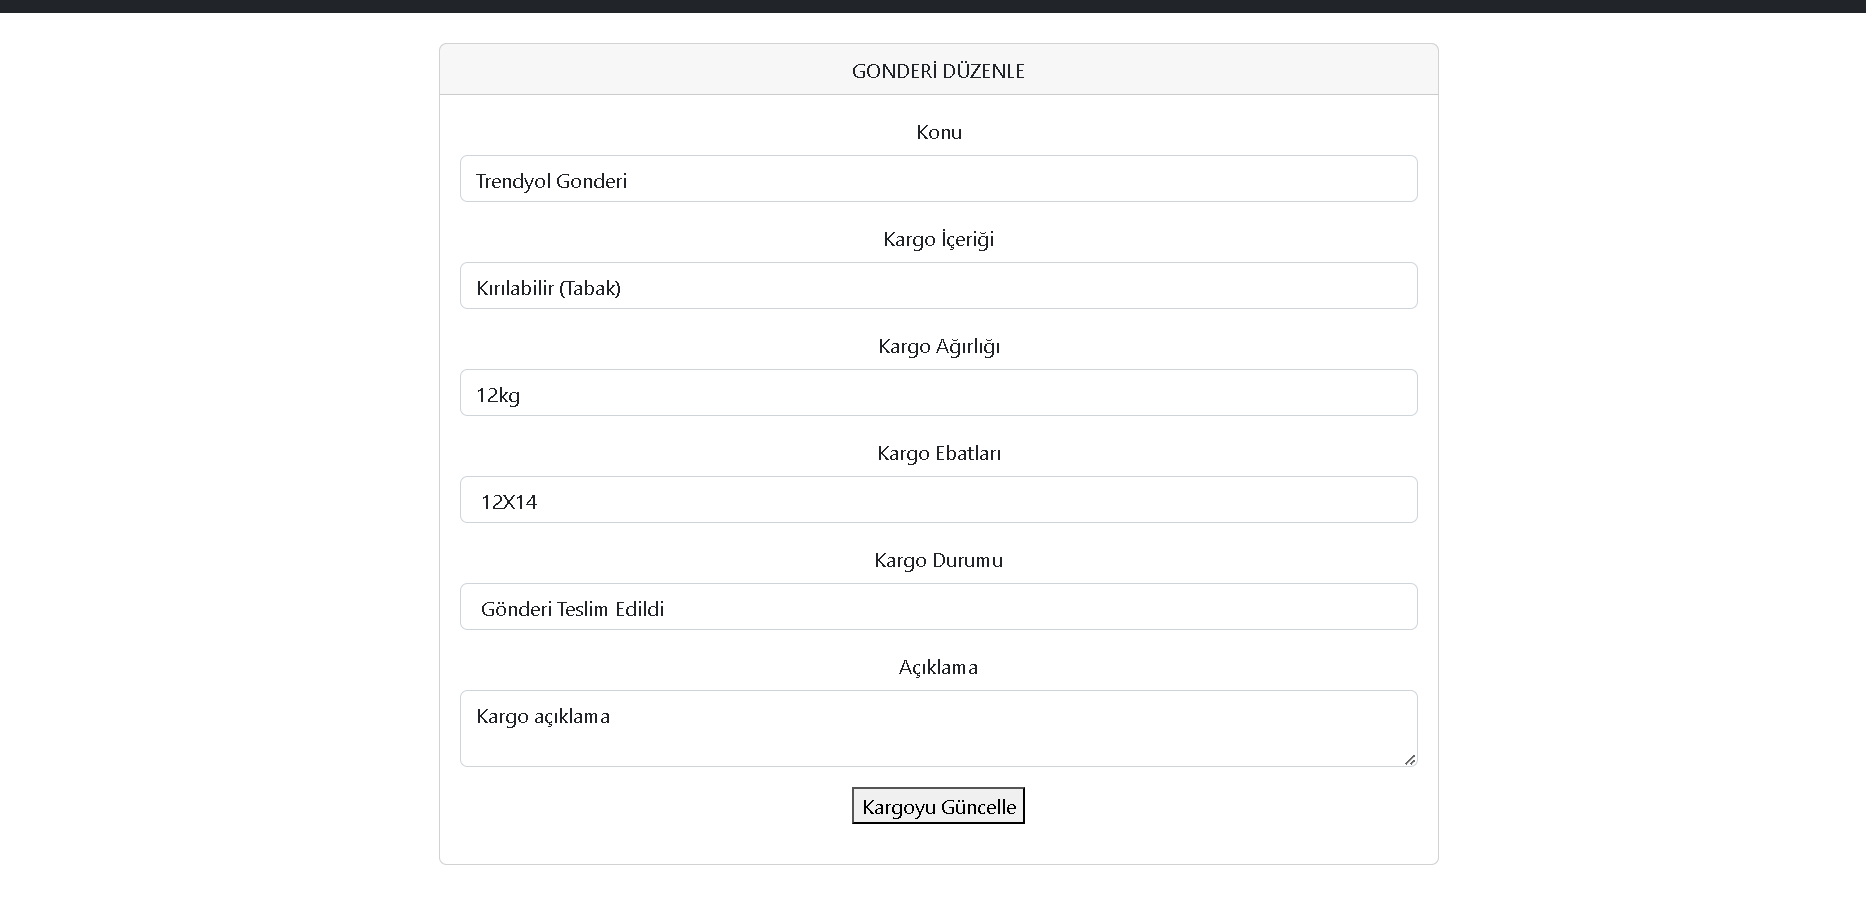 GONDERİ DÜZENLE
Konu
Trendyol Gonderi
Kargo İçeriği
Kırılabilir (Tabak)
Kargo Ağırlığı
12kg
Kargo Ebatları
12X14
Kargo Durumu
Gönderi Teslim Edildi
Açıklama
Kargo açıklama
Kargoyu Güncelle